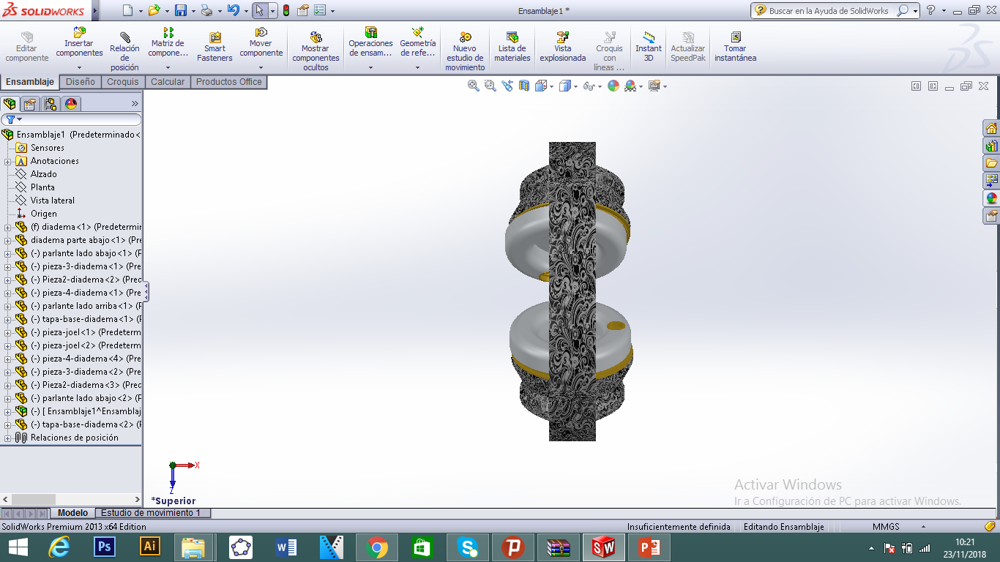 SOLIDWORKS
Ensamblaje1 *
Buscar en la Ayuda de SolidWorks
Editar componente
Insertar componentes
Relación de posición
Matriz de compone...
Smart Fasteners
Mover componente
Mostrar componentes ocultos
Operaciones de ensam...
Geometría de refe...
Nuevo estudio de movimiento
Lista de materiales
Vista explosionada
Croquis con líneas ...
Instant 3D
Actualizar SpeedPak
Tomar instantánea
Ensamblaje
Diseño
Croquis
Calcular
Productos Office
Ensamblaje1 (Predeterminado<
Sensores
Anotaciones
Alzado
Planta
Vista lateral
Origen
(f) diadema<1> (Predetermin
diadema parte abajo<1> (Pre
(-) parlante lado abajo<1> (P
(-) pieza-3-diadema<1> (Prec
(-) Pieza2-diadema<2> (Prec
(-) pieza-4-diadema<1> (Pre
(-) parlante lado arriba<1> (P
(-) tapa-base-diadema<1> (P
(-) pieza-joel<1> (Predeterm
(-) pieza-joel<2> (Predeterm
(-) pieza-4-diadema<4> (Pre
(-) pieza-3-diadema<2> (Prec
(-) Pieza2-diadema<3> (Prec
(-) parlante lado abajo<2> (P
(-) [ Ensamblaje1^Ensamblaj
(-) tapa-base-diadema<2> (P
Relaciones de posición
X
Z
*Superior
Activar Windows
Ir a Configuración de PC para activar Windows.
Modelo
Estudio de movimiento 1
SolidWorks Premium 2013 x64 Edition
Insuficientemente definida
Editando Ensamblaje
MMGS
Ps
Ai
10:21
23/11/2018